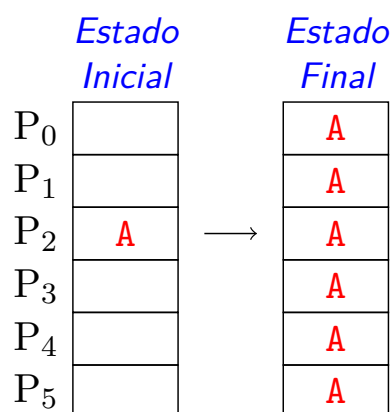 Estado Estado
Inicial Final
P₀ A
P₁ A
P₂ A A
P₃ A
P₄ A
P₅ A